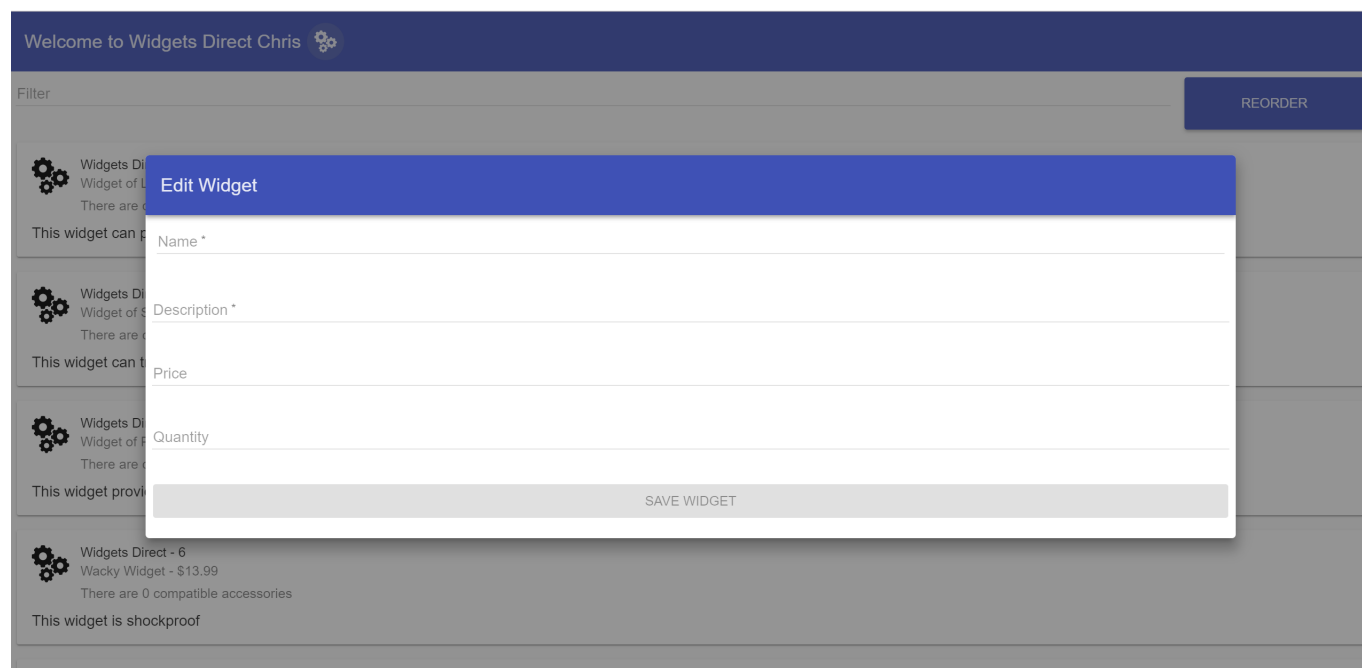 Welcome to Widgets Direct Chris
Filter
REORDER
Widgets Di
Widget of L
There are
This widget can p
Edit Widget
Name *
Description *
Price
Quantity
SAVE WIDGET
Widgets Di
Widget of S
There are
This widget can t
Widgets Di
Widget of
There are
This widget provi
Widgets Direct - 6
Wacky Widget - $13.99
There are 0 compatible accessories
This widget is shockproof